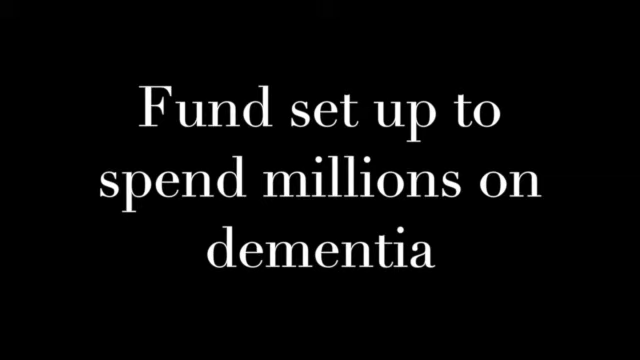 Fund set up to
spend millions on
dementia